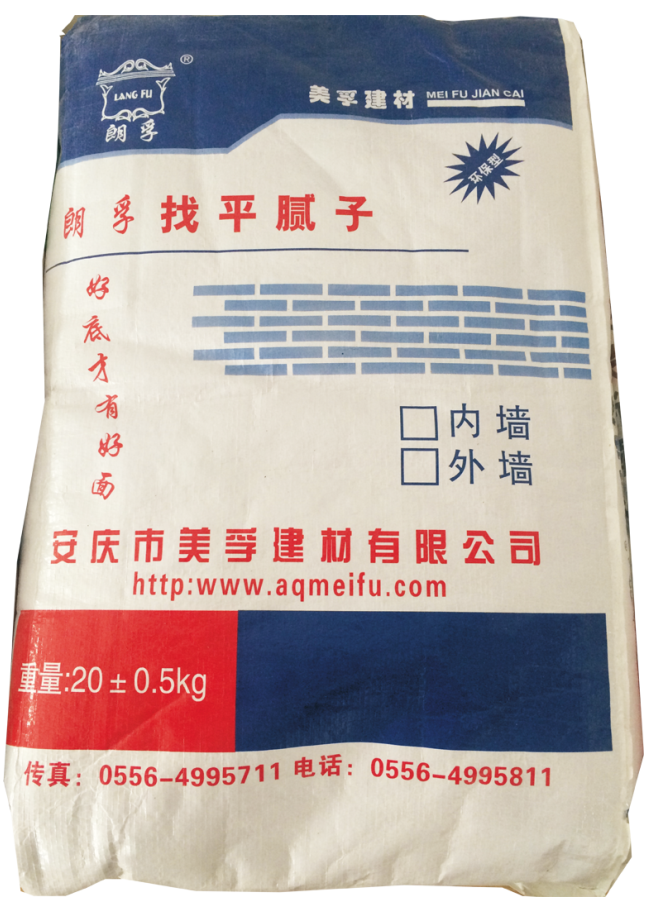 LANG FU
®
朗孚
美孚建材 MEI FU JIAN CAI
环保型
朗孚找平腻子
好底才有好面
□内墙
□外墙
安庆市美孚建材有限公司
http:www.aqmeifu.com
重量:20±0.5kg
传真：0556-4995711 电话：0556-4995811